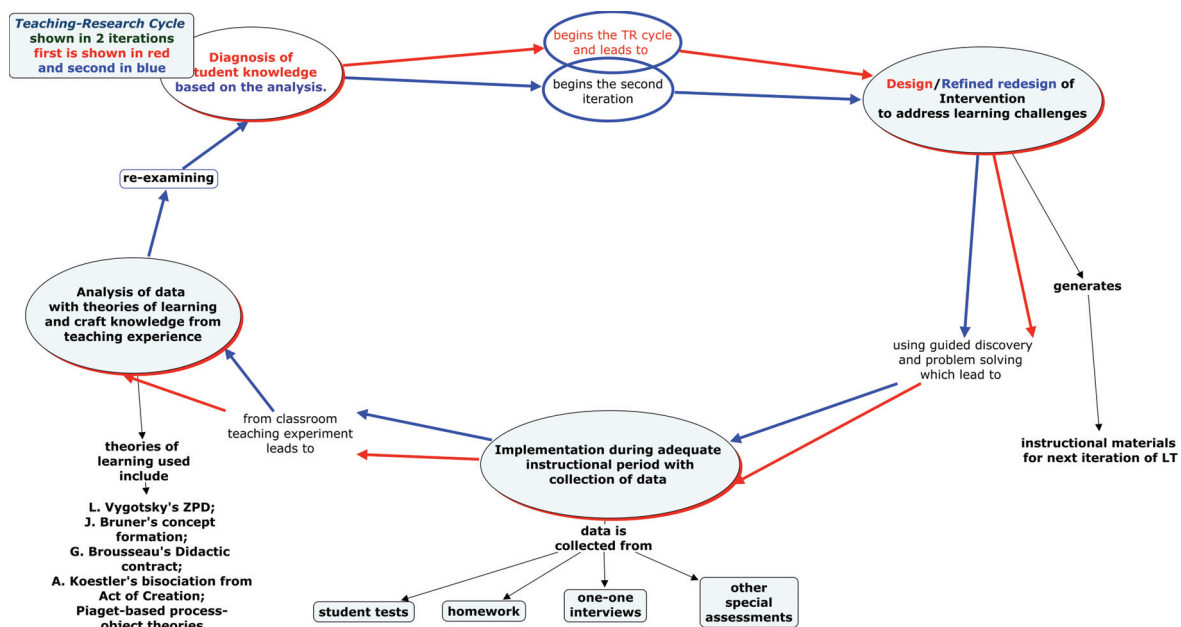 Teaching-Research Cycle
shown in 2 iterations
first is shown in red
and second in blue
Diagnosis of
tudent knowledge
based on the analysis.
begins the TR cycle
and leads to
begins the second
iteration
Design/Refined redesign of
Intervention
to address learning challenges
re-examining
Analysis of data
with theories of learning
and craft knowledge from
teaching experience
generates
using guided discovery
and problem solving
which lead to
from classroom
teaching experiment
leads to
Implementation during adequate
instructional period with
collection of data
instructional materials
for next iteration of LT
theories of
learning used
include
L. Vygotsky's ZPD;
J. Bruner's concept
formation;
G. Brousseau's Didactic
contract;
A. Koestler's bisociation from
Act of Creation;
Piaget-based process-
object theories
data is
collected from
student tests
homework
one-one
interviews
other
special
assessments